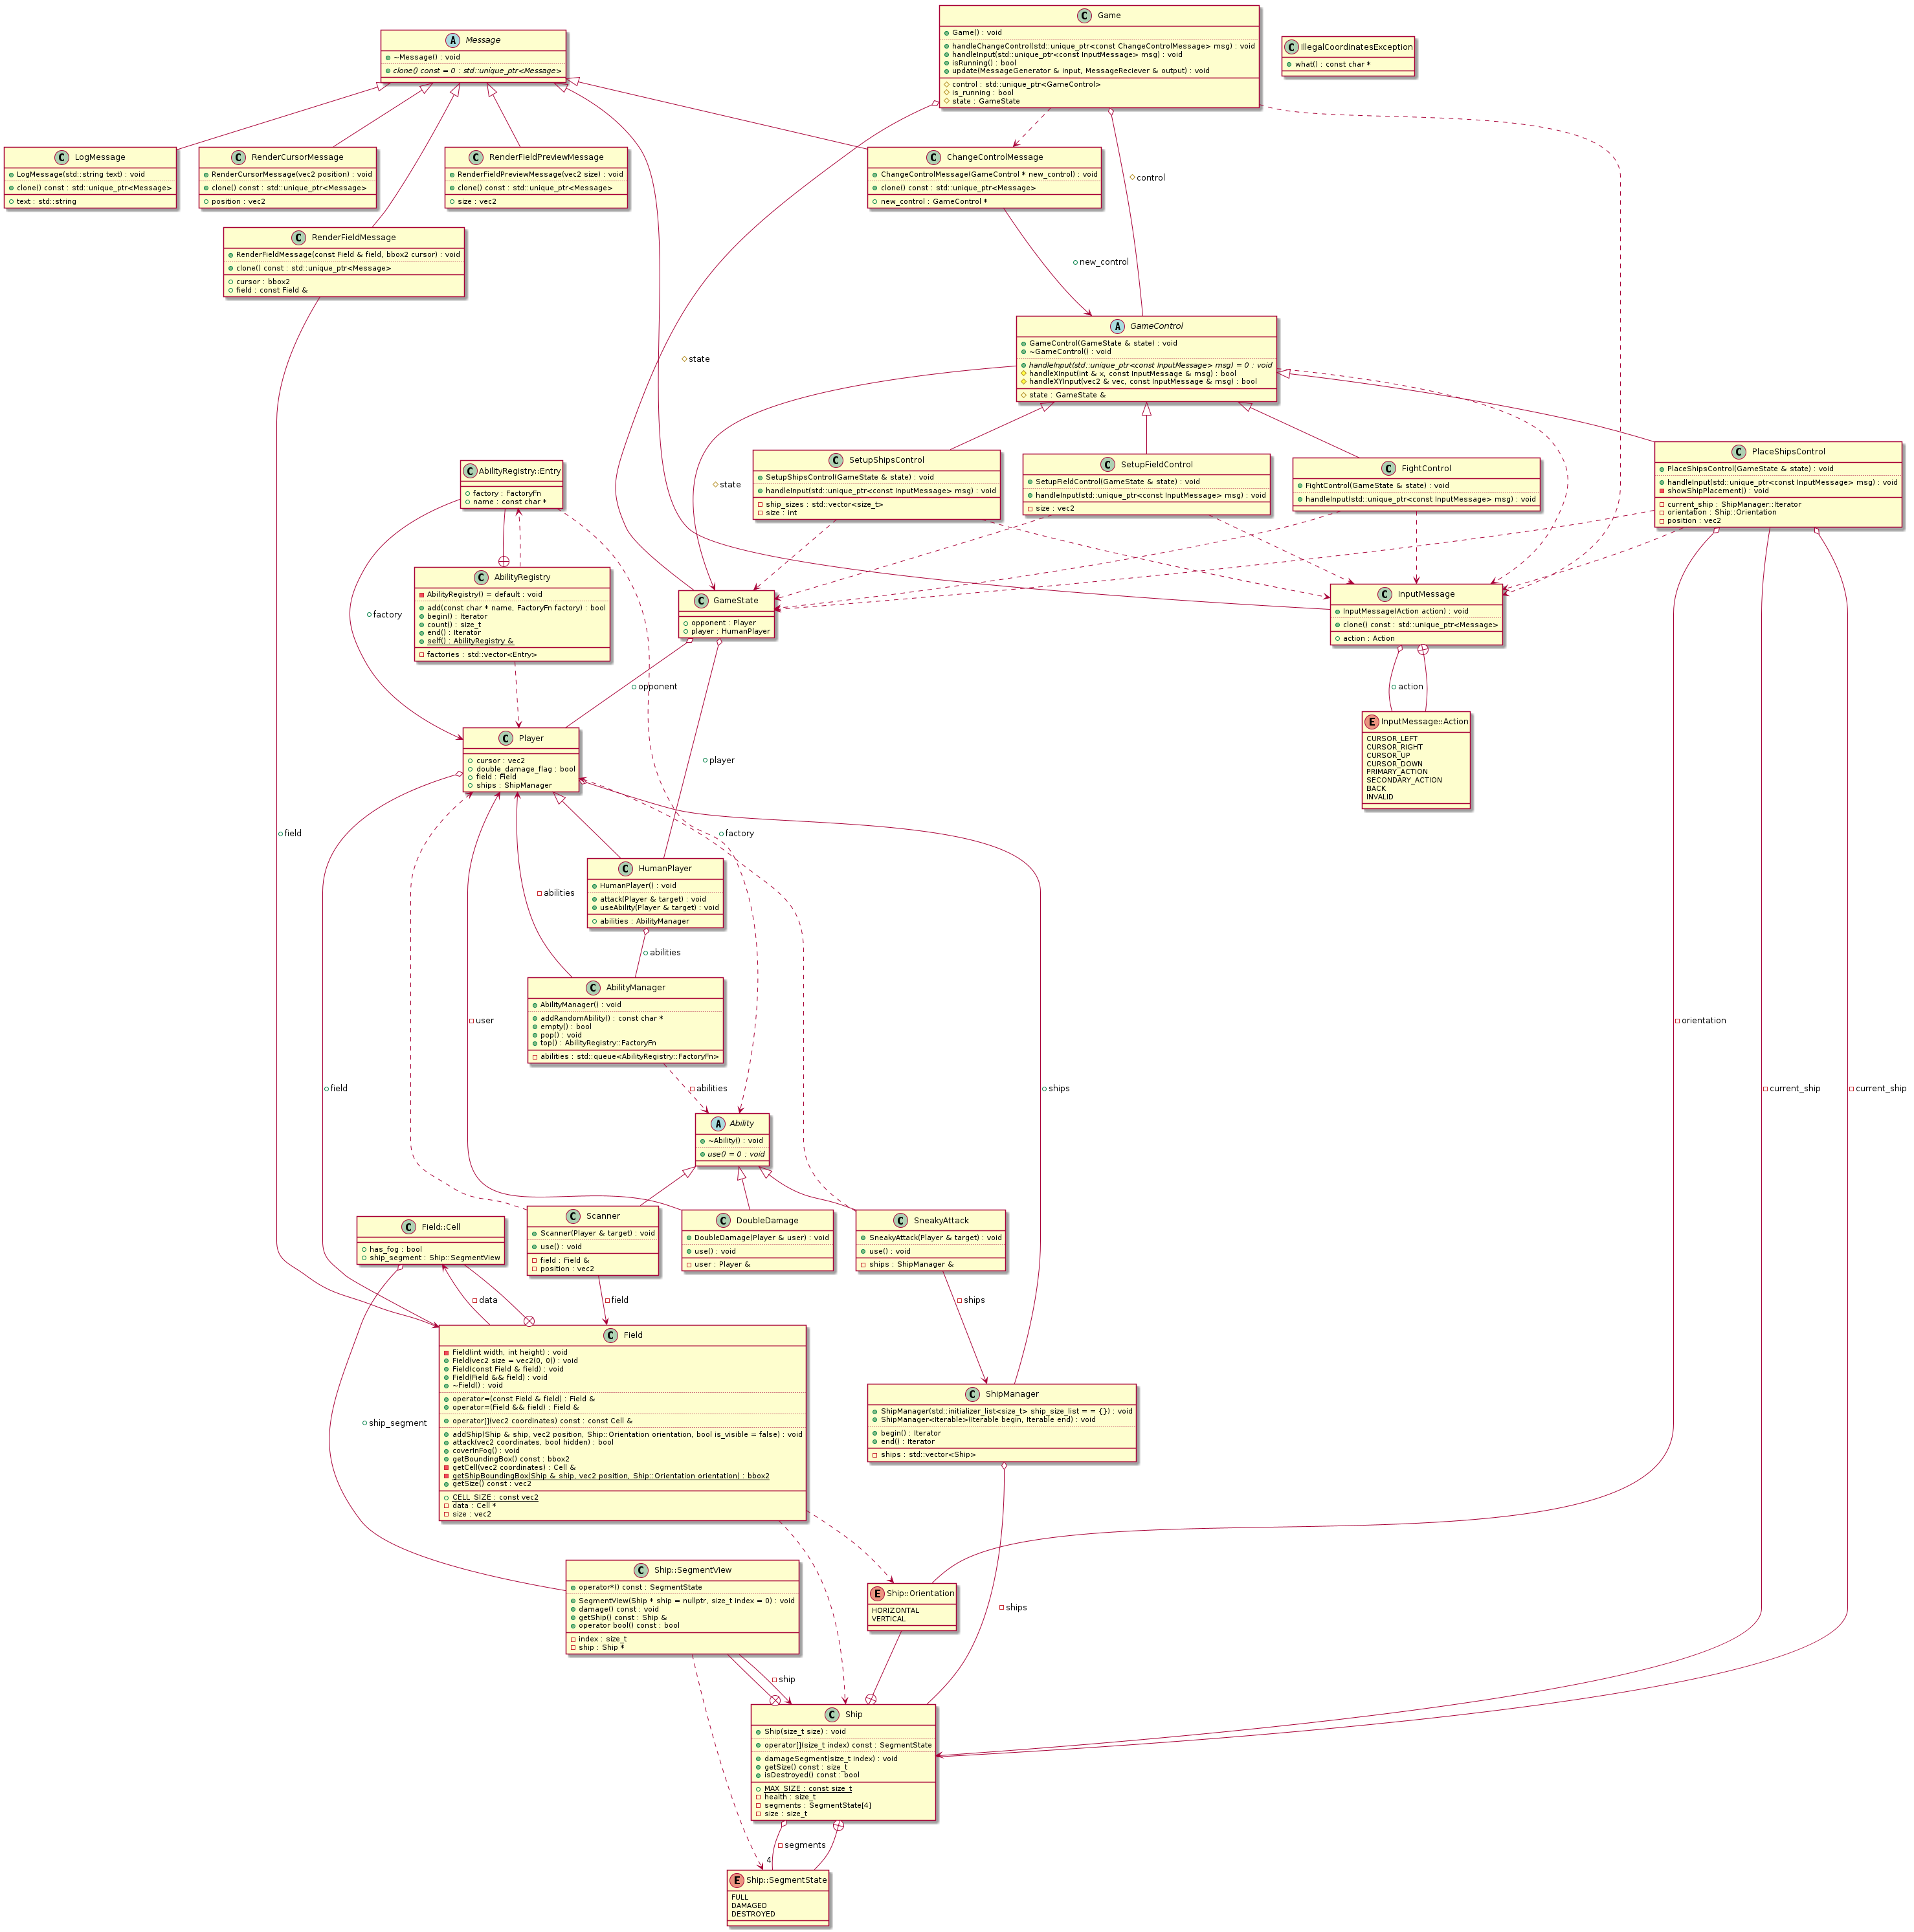 Game
Game() : void
handleChangeControl(std::unique_ptr<const ChangeControlMessage> msg) : void
handleInput(std::unique_ptr<const InputMessage> msg) : void
isRunning() : bool
update(MessageGenerator & input, MessageReciever & output) : void
control : std::unique_ptr<GameControl>
is_running : bool
state : GameState
Message
~Message() : void
clone() const = 0 : std::unique_ptr<Message>
IllegalCoordinatesException
what() : const char *
LogMessage
LogMessage(std::string text) : void
clone() const : std::unique_ptr<Message>
text : std::string
RenderCursorMessage
RenderCursorMessage(vec2 position) : void
clone() const : std::unique_ptr<Message>
position : vec2
RenderFieldPreviewMessage
RenderFieldPreviewMessage(vec2 size) : void
clone() const : std::unique_ptr<Message>
size : vec2
ChangeControlMessage
ChangeControlMessage(GameControl * new_control) : void
clone() const : std::unique_ptr<Message>
new_control : GameControl *
control
RenderFieldMessage
RenderFieldMessage(const Field & field, bbox2 cursor) : void
clone() const : std::unique_ptr<Message>
cursor : bbox2
field : const Field &
new_control
GameControl
GameControl(GameState & state) : void
~GameControl() : void
handleInput(std::unique_ptr<const InputMessage> msg) = 0 : void
handleXInput(int & x, const InputMessage & msg) : bool
handleXYInput(vec2 & vec, const InputMessage & msg) : bool
state : GameState &
state
SetupShipsControl
SetupShipsControl(GameState & state) : void
handleInput(std::unique_ptr<const InputMessage> msg) : void
ship_sizes : std::vector<size_t>
size : int
SetupFieldControl
SetupFieldControl(GameState & state) : void
handleInput(std::unique_ptr<const InputMessage> msg) : void
size : vec2
FightControl
FightControl(GameState & state) : void
handleInput(std::unique_ptr<const InputMessage> msg) : void
PlaceShipsControl
PlaceShipsControl(GameState & state) : void
handleInput(std::unique_ptr<const InputMessage> msg) : void
showShipPlacement() : void
current_ship : ShipManager::Iterator
orientation : Ship::Orientation
position : vec2
state
AbilityRegistry::Entry
factory : FactoryFn
name : const char *
AbilityRegistry
AbilityRegistry() = default : void
add(const char * name, FactoryFn factory) : bool
begin() : Iterator
count() : size_t
end() : Iterator
self() : AbilityRegistry &
factories : std::vector<Entry>
factory
GameState
opponent : Player
player : HumanPlayer
InputMessage
InputMessage(Action action) : void
clone() const : std::unique_ptr<Message>
action : Action
opponent
action
Player
cursor : vec2
double_damage_flag : bool
field : Field
ships : ShipManager
player
InputMessage::Action
CURSOR_LEFT
CURSOR_RIGHT
CURSOR_UP
CURSOR_DOWN
PRIMARY_ACTION
SECONDARY_ACTION
BACK
INVALID
field
factory
HumanPlayer
HumanPlayer() : void
attack(Player & target) : void
useAbility(Player & target) : void
abilities : AbilityManager
abilities
abilities
AbilityManager
AbilityManager() : void
addRandomAbility() : const char *
empty() : bool
pop() : void
top() : AbilityRegistry::FactoryFn
abilities : std::queue<AbilityRegistry::FactoryFn>
user
orientation
field
abilities
ships
current_ship
current_ship
Ability
~Ability() : void
use() = 0 : void
Field::Cell
has_fog : bool
ship_segment : Ship::SegmentView
Scanner
Scanner(Player & target) : void
use() : void
field : Field &
position : vec2
DoubleDamage
DoubleDamage(Player & user) : void
use() : void
user : Player &
SneakyAttack
SneakyAttack(Player & target) : void
use() : void
ships : ShipManager &
data
field
ships
Field
Field(int width, int height) : void
Field(vec2 size = vec2(0, 0)) : void
Field(const Field & field) : void
Field(Field && field) : void
~Field() : void
operator=(const Field & field) : Field &
operator=(Field && field) : Field &
operator[](vec2 coordinates) const : const Cell &
addShip(Ship & ship, vec2 position, Ship::Orientation orientation, bool is_visible = false) : void
attack(vec2 coordinates, bool hidden) : bool
coverInFog() : void
getBoundingBox() const : bbox2
getCell(vec2 coordinates) : Cell &
getShipBoundingBox(Ship & ship, vec2 position, Ship::Orientation orientation) : bbox2
getSize() const : vec2
CELL_SIZE : const vec2
data : Cell *
size : vec2
ShipManager
ShipManager(std::initializer_list<size_t> ship_size_list = = {}) : void
ShipManager<Iterable>(Iterable begin, Iterable end) : void
begin() : Iterator
end() : Iterator
ships : std::vector<Ship>
ship_segment
Ship::SegmentView
operator*() const : SegmentState
SegmentView(Ship * ship = nullptr, size_t index = 0) : void
damage() const : void
getShip() const : Ship &
operator bool() const : bool
index : size_t
ship : Ship *
Ship::Orientation
HORIZONTAL
VERTICAL
ships
ship
Ship
Ship(size_t size) : void
operator[](size_t index) const : SegmentState
damageSegment(size_t index) : void
getSize() const : size_t
isDestroyed() const : bool
MAX_SIZE : const size_t
health : size_t
segments : SegmentState[4]
size : size_t
segments
4
Ship::SegmentState
FULL
DAMAGED
DESTROYED